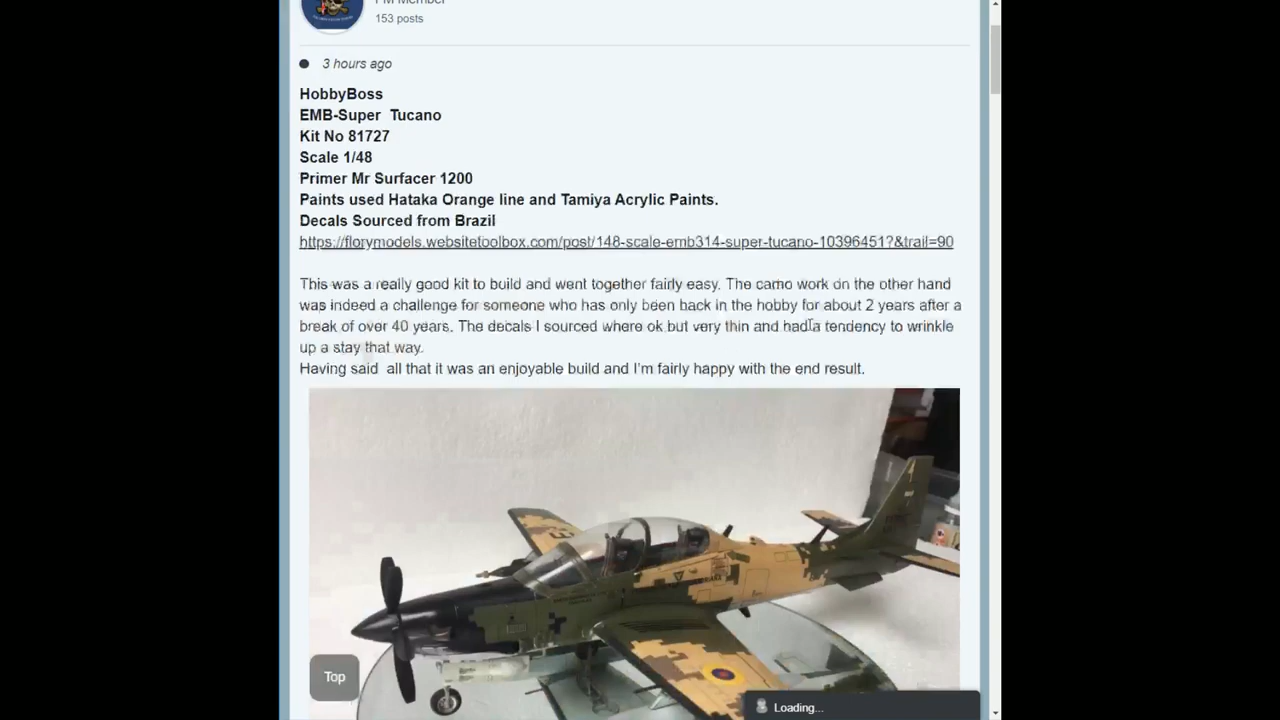 FM Member
153 posts
3 hours ago
HobbyBoss
EMB-Super  Tucano
Kit No 81727
Scale 1/48
Primer Mr Surfacer 1200
Paints used Hataka Orange line and Tamiya Acrylic Paints.
Decals Sourced from Brazil
https://florymodels.websitetoolbox.com/post/148-scale-emb314-super-tucano-10396451?&trail=90
This was a really good kit to build and went together fairly easy. The camo work on the other hand
was indeed a challenge for someone who has only been back in the hobby for about 2 years after a
break of over 40 years. The decals I sourced where ok but very thin and had a tendency to wrinkle
up a stay that way.
Having said  all that it was an enjoyable build and I'm fairly happy with the end result.
Top
Loading...